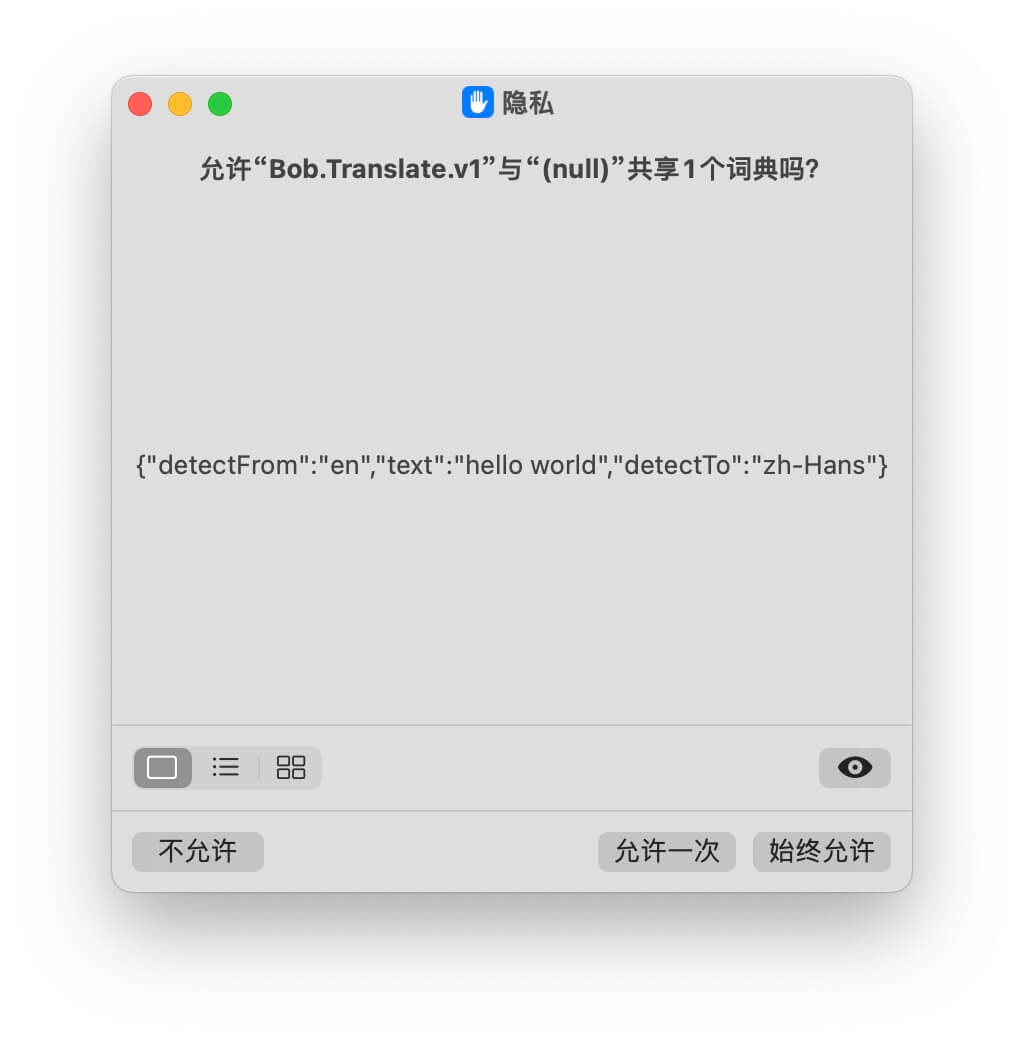 隐私
允许“Bob.Translate.v1”与“(null)”共享1个词典吗?
{"detectFrom":"en","text":"hello world","detectTo":"zh-Hans"}
不允许
允许一次
始终允许